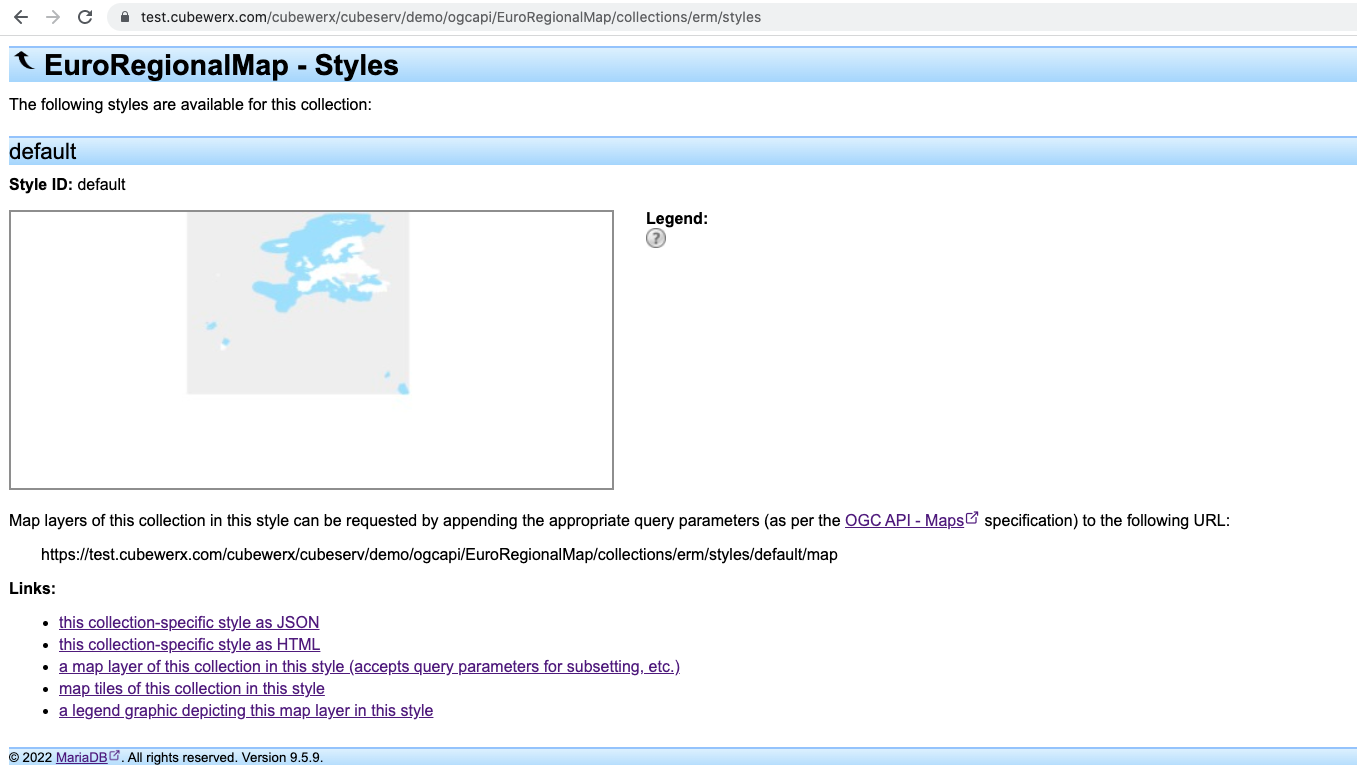 test.cubewerx.com/cubewerx/cubeserv/demo/ogcapi/EuroRegionalMap/collections/erm/styles
EuroRegionalMap - Styles
The following styles are available for this collection:
default
Style ID: default
Legend:
?
Map layers of this collection in this style can be requested by appending the appropriate query parameters (as per the OGC API - Maps specification) to the following URL:
https://test.cubewerx.com/cubewerx/cubeserv/demo/ogcapi/EuroRegionalMap/collections/erm/styles/default/map
Links:
• this collection-specific style as JSON
• this collection-specific style as HTML
• a map layer of this collection in this style (accepts query parameters for subsetting, etc.)
• map tiles of this collection in this style
• a legend graphic depicting this map layer in this style
© 2022 MariaDB. All rights reserved. Version 9.5.9.